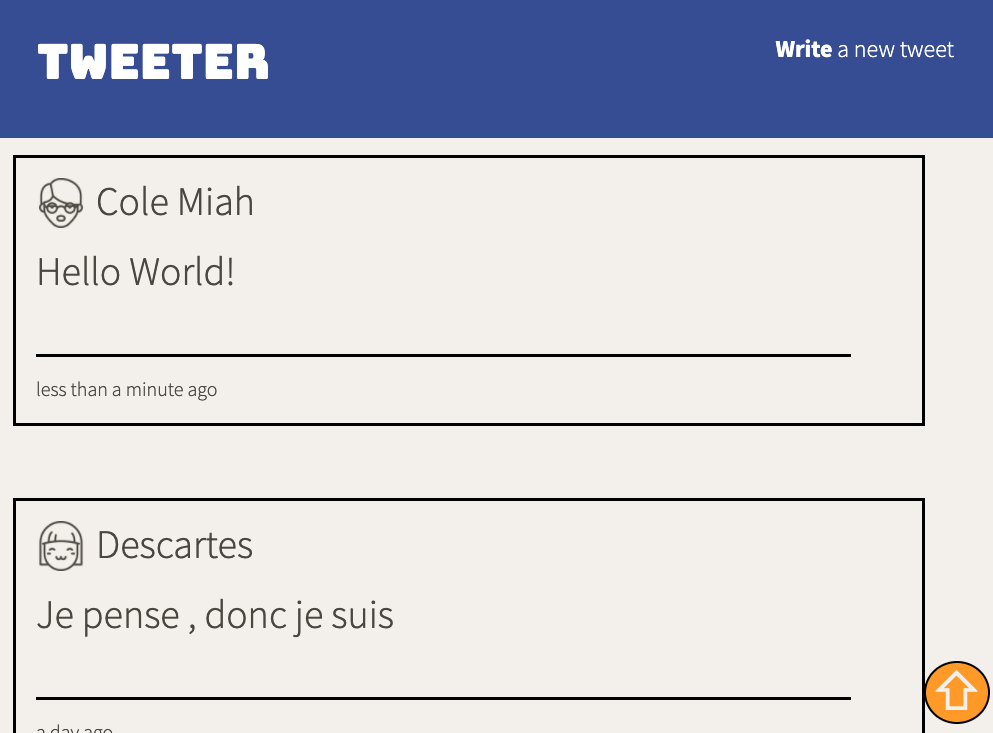 TWEETER
Write a new tweet
Cole Miah
Hello World!
less than a minute ago
Descartes
Je pense , donc je suis
a day ago